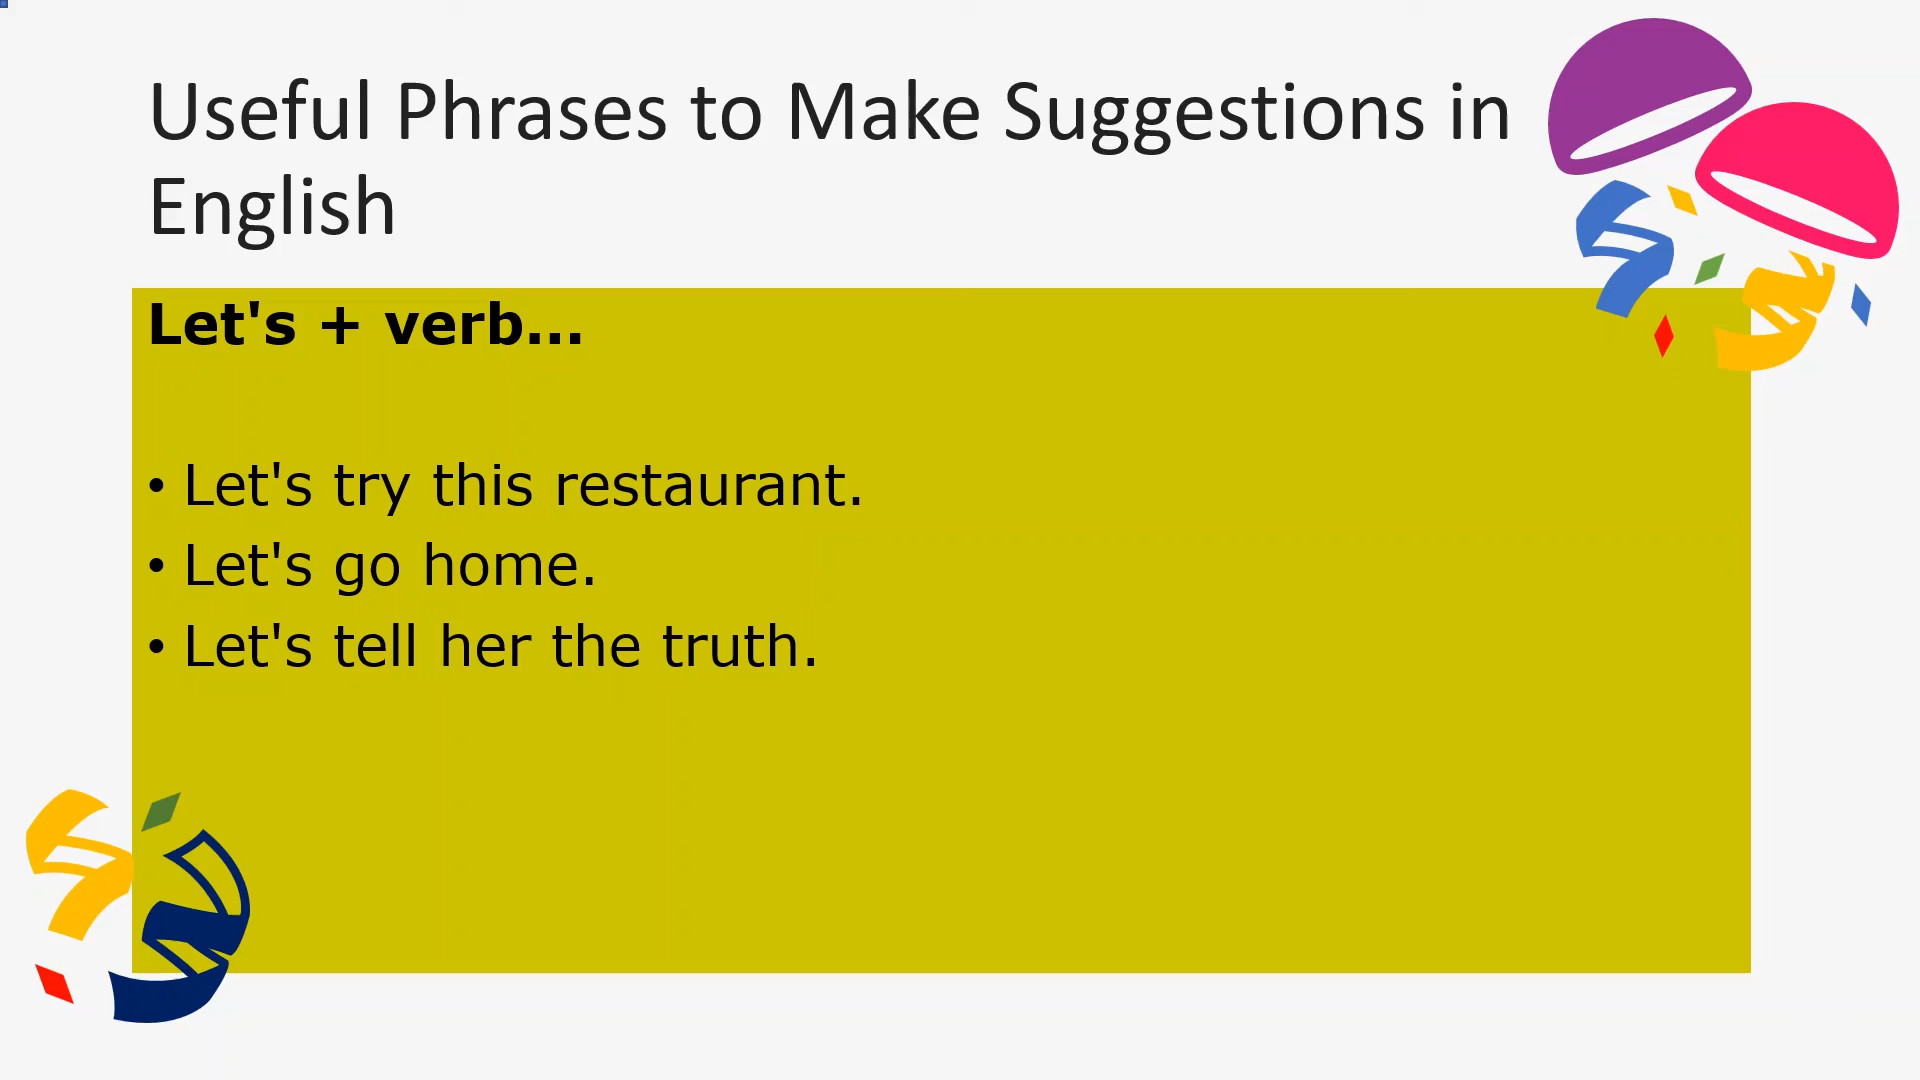 Useful Phrases to Make Suggestions in
English
Let's + verb...
• Let's try this restaurant.
• Let's go home.
• Let's tell her the truth.